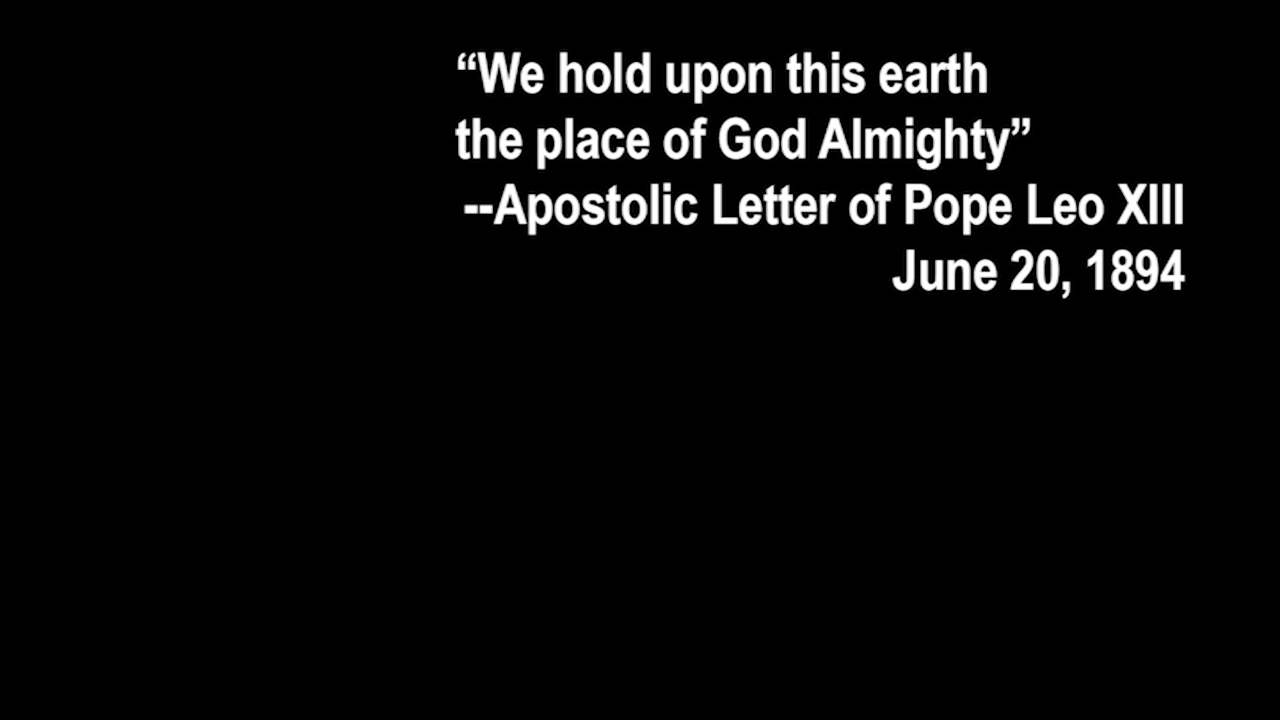 “We hold upon this earth
the place of God Almighty”
--Apostolic Letter of Pope Leo XIII
June 20, 1894